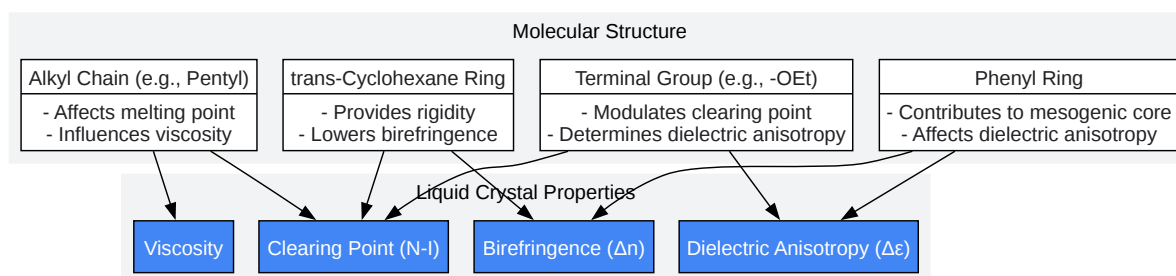 Molecular Structure
Alkyl Chain (e.g., Pentyl)
- Affects melting point
- Influences viscosity
trans-Cyclohexane Ring
- Provides rigidity
- Lowers birefringence
Terminal Group (e.g., -OEt)
- Modulates clearing point
- Determines dielectric anisotropy
Phenyl Ring
- Contributes to mesogenic core
- Affects dielectric anisotropy
Liquid Crystal Properties
Viscosity
Clearing Point (N-I)
Birefringence (Δn)
Dielectric Anisotropy (Δε)